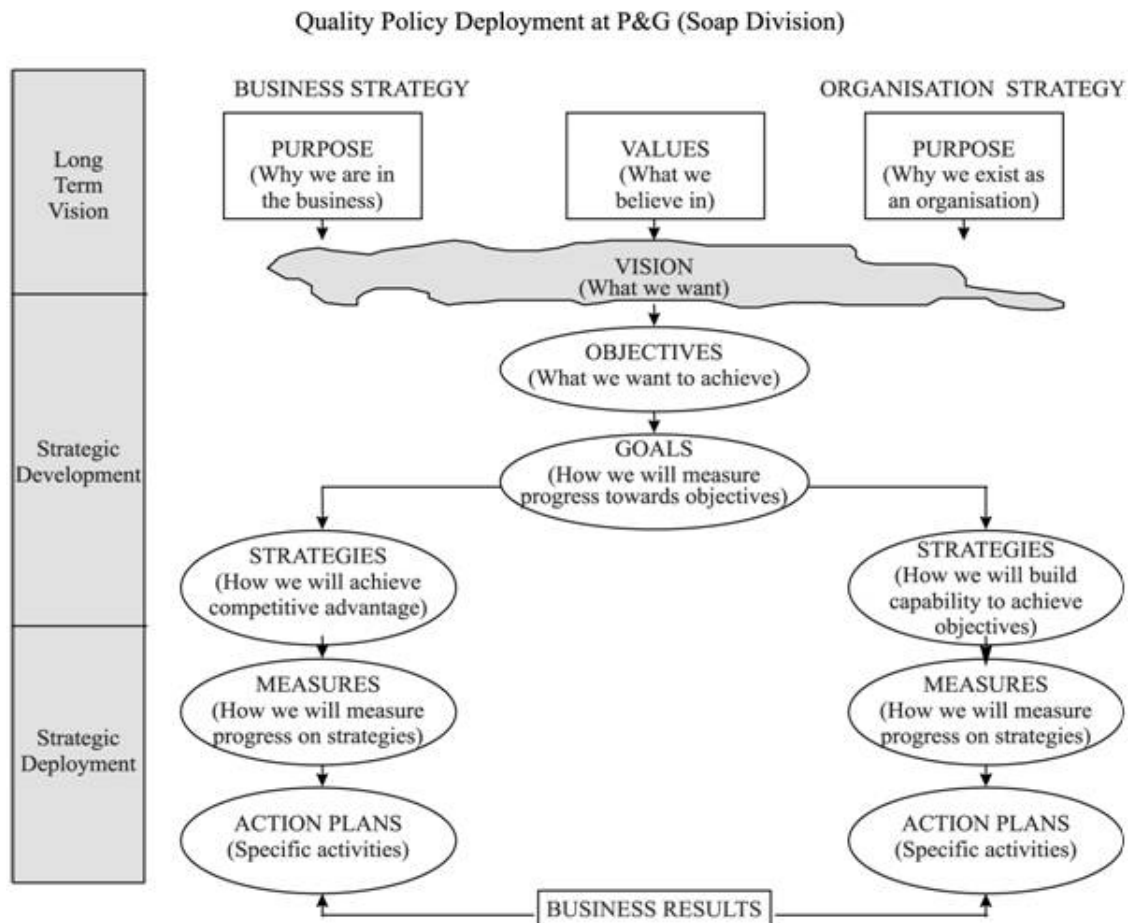 Quality Policy Deployment at P&G (Soap Division)
BUSINESS STRATEGY
ORGANISATION STRATEGY
Long
Term
Vision
PURPOSE
(Why we are in
the business)
VALUES
(What we
believe in)
PURPOSE
(Why we exist as
an organisation)
VISION
(What we want)
Strategic
Development
OBJECTIVES
(What we want to achieve)
GOALS
(How we will measure
progress towards objectives)
STRATEGIES
(How we will achieve
competitive advantage)
STRATEGIES
(How we will build
capability to achieve
objectives)
Strategic
Deployment
MEASURES
(How we will measure
progress on strategies)
MEASURES
(How we will measure
progress on strategies)
ACTION PLANS
(Specific activities)
ACTION PLANS
(Specific activities)
BUSINESS RESULTS